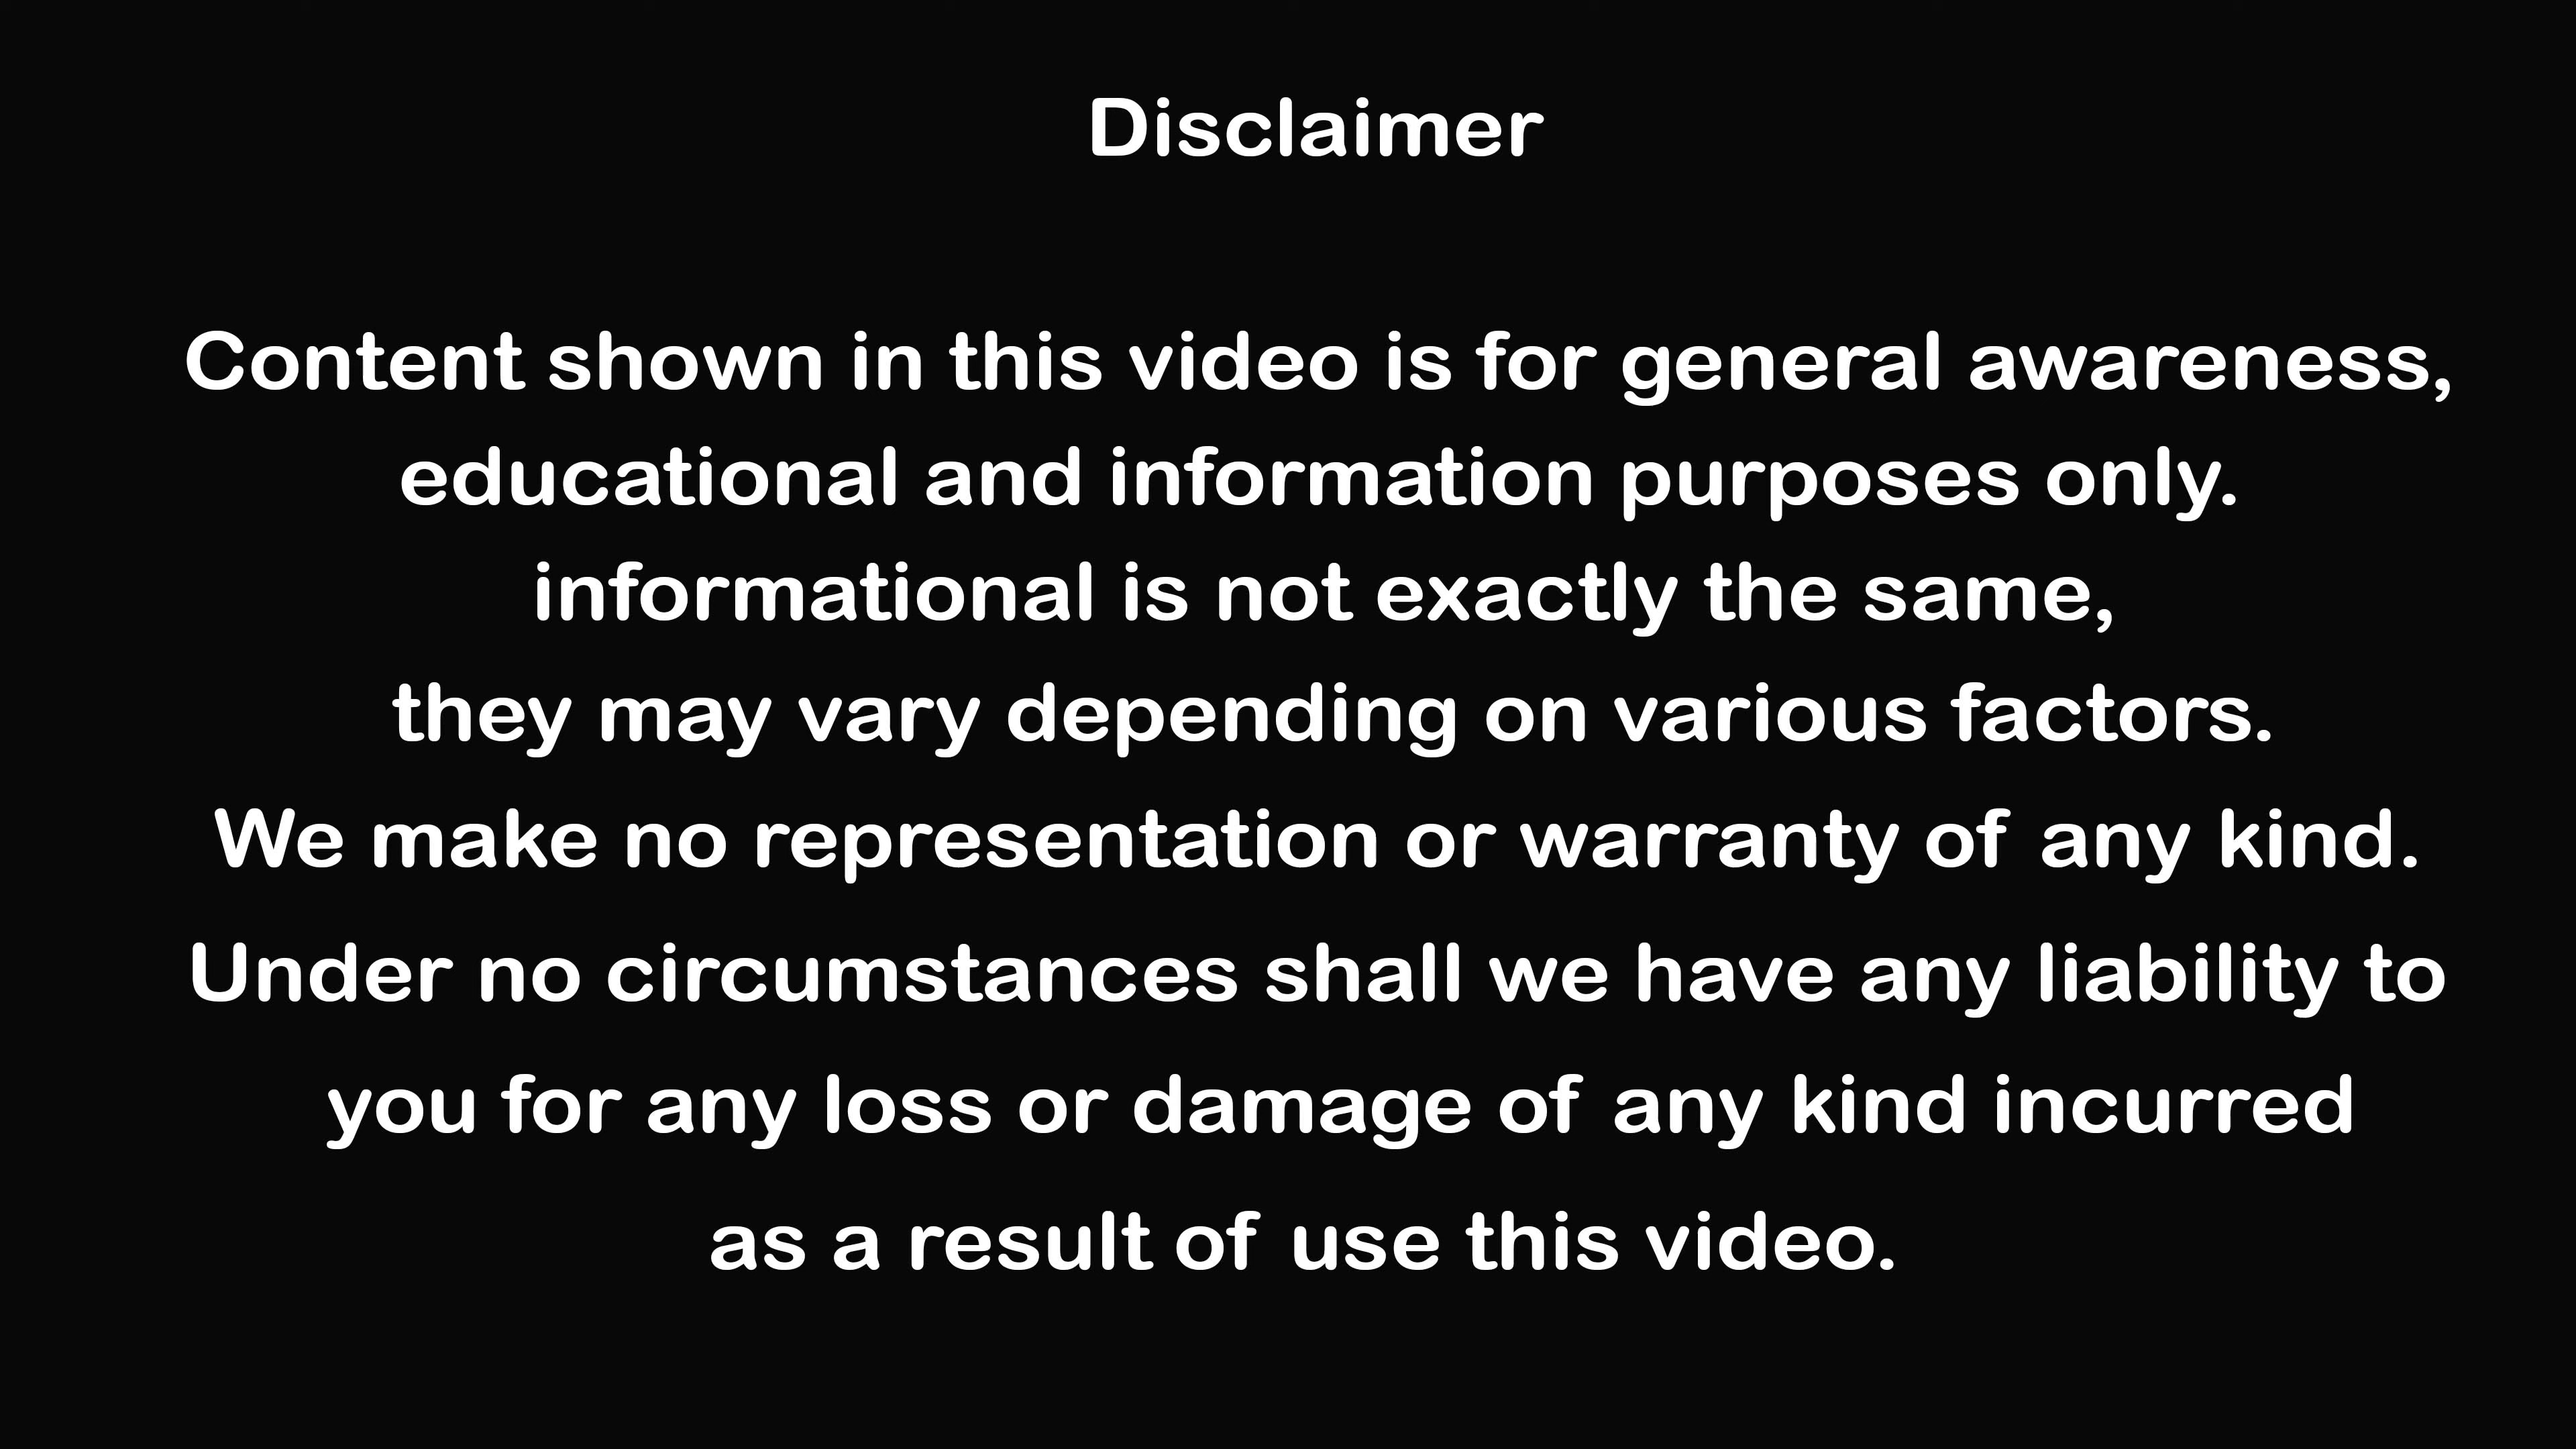 Disclaimer
Content shown in this video is for general awareness,
educational and information purposes only.
informational is not exactly the same,
they may vary depending on various factors.
We make no representation or warranty of any kind.
Under no circumstances shall we have any liability to
you for any loss or damage of any kind incurred
as a result of use this video.